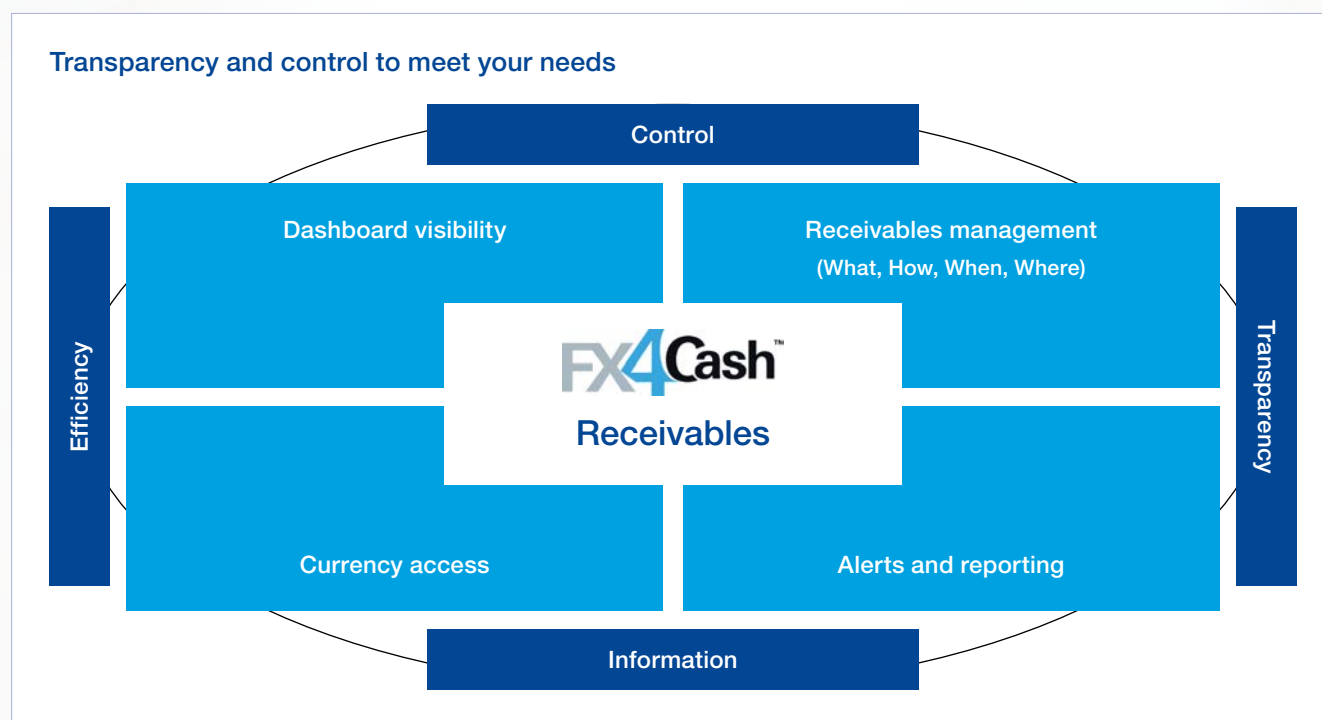 Transparency and control to meet your needs
Control
Dashboard visibility
Receivables management
(What, How, When, Where)
Efficiency
FX4Cash™
Receivables
Transparency
Currency access
Alerts and reporting
Information